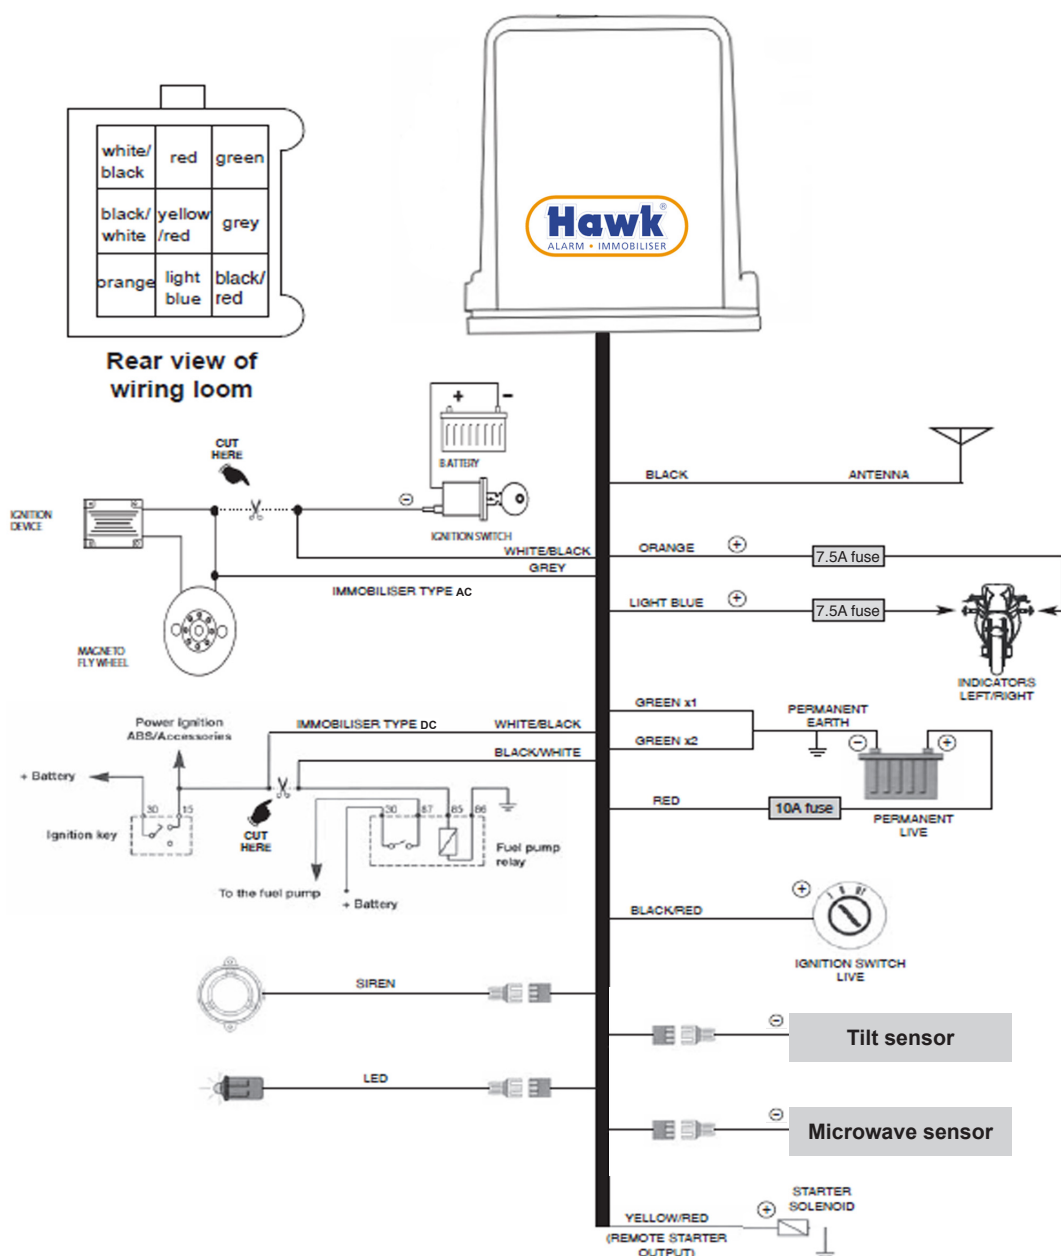 white/
black
red
green
black/
white
yellow
/red
grey
orange
light
blue
black/
red
Rear view of
wiring loom
Hawk®
ALARM • IMMOBILISER
+ -
BATTERY
CUT
HERE
IGNITION
DEVICE
IGNITION SWITCH
WHITE/BLACK
GREY
IMMOBILISER TYPE AC
MAGNETO
FLY WHEEL
BLACK
ANTENNA
ORANGE
+
7.5A fuse
LIGHT BLUE
+
7.5A fuse
INDICATORS
LEFT/RIGHT
Power Ignition
ABS/Accessories
IMMOBILISER TYPE DC
WHITE/BLACK
BLACK/WHITE
+ Battery
30
15
Ignition key
CUT
HERE
30
87
85
86
Fuel pump
relay
To the fuel pump
+ Battery
GREEN x1
GREEN x2
PERMANENT
EARTH
- +
RED
10A fuse
PERMANENT
LIVE
BLACK/RED
+
IGNITION SWITCH
LIVE
SIREN
LED
-
Tilt sensor
-
Microwave sensor
YELLOW/RED
(REMOTE STARTER
OUTPUT)
+
STARTER
SOLENOID